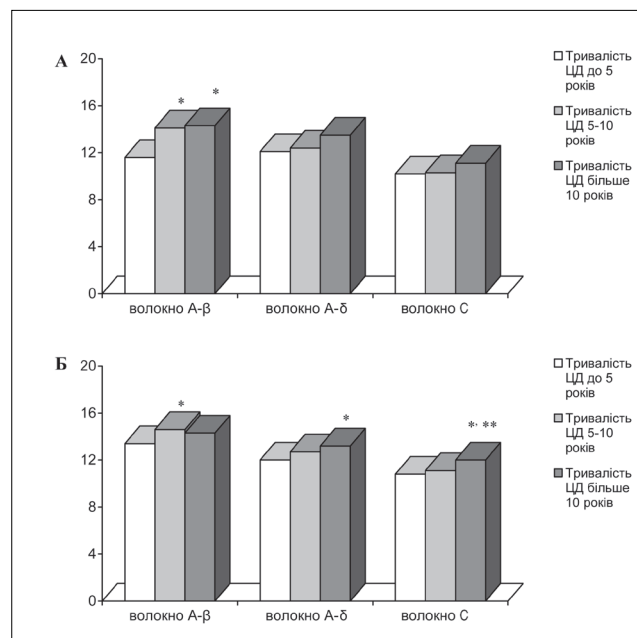 А
20
16
12
8
4
0
* *
волокно А-β волокно А-δ волокно С
Тривалість
ЦД до 5
років
Тривалість
ЦД 5-10
років
Тривалість
ЦД більше
10 років
Б
20
16
12
8
4
0
* * *, **
волокно А-β волокно А-δ волокно С
Тривалість
ЦД до 5
років
Тривалість
ЦД 5-10
років
Тривалість
ЦД більше
10 років